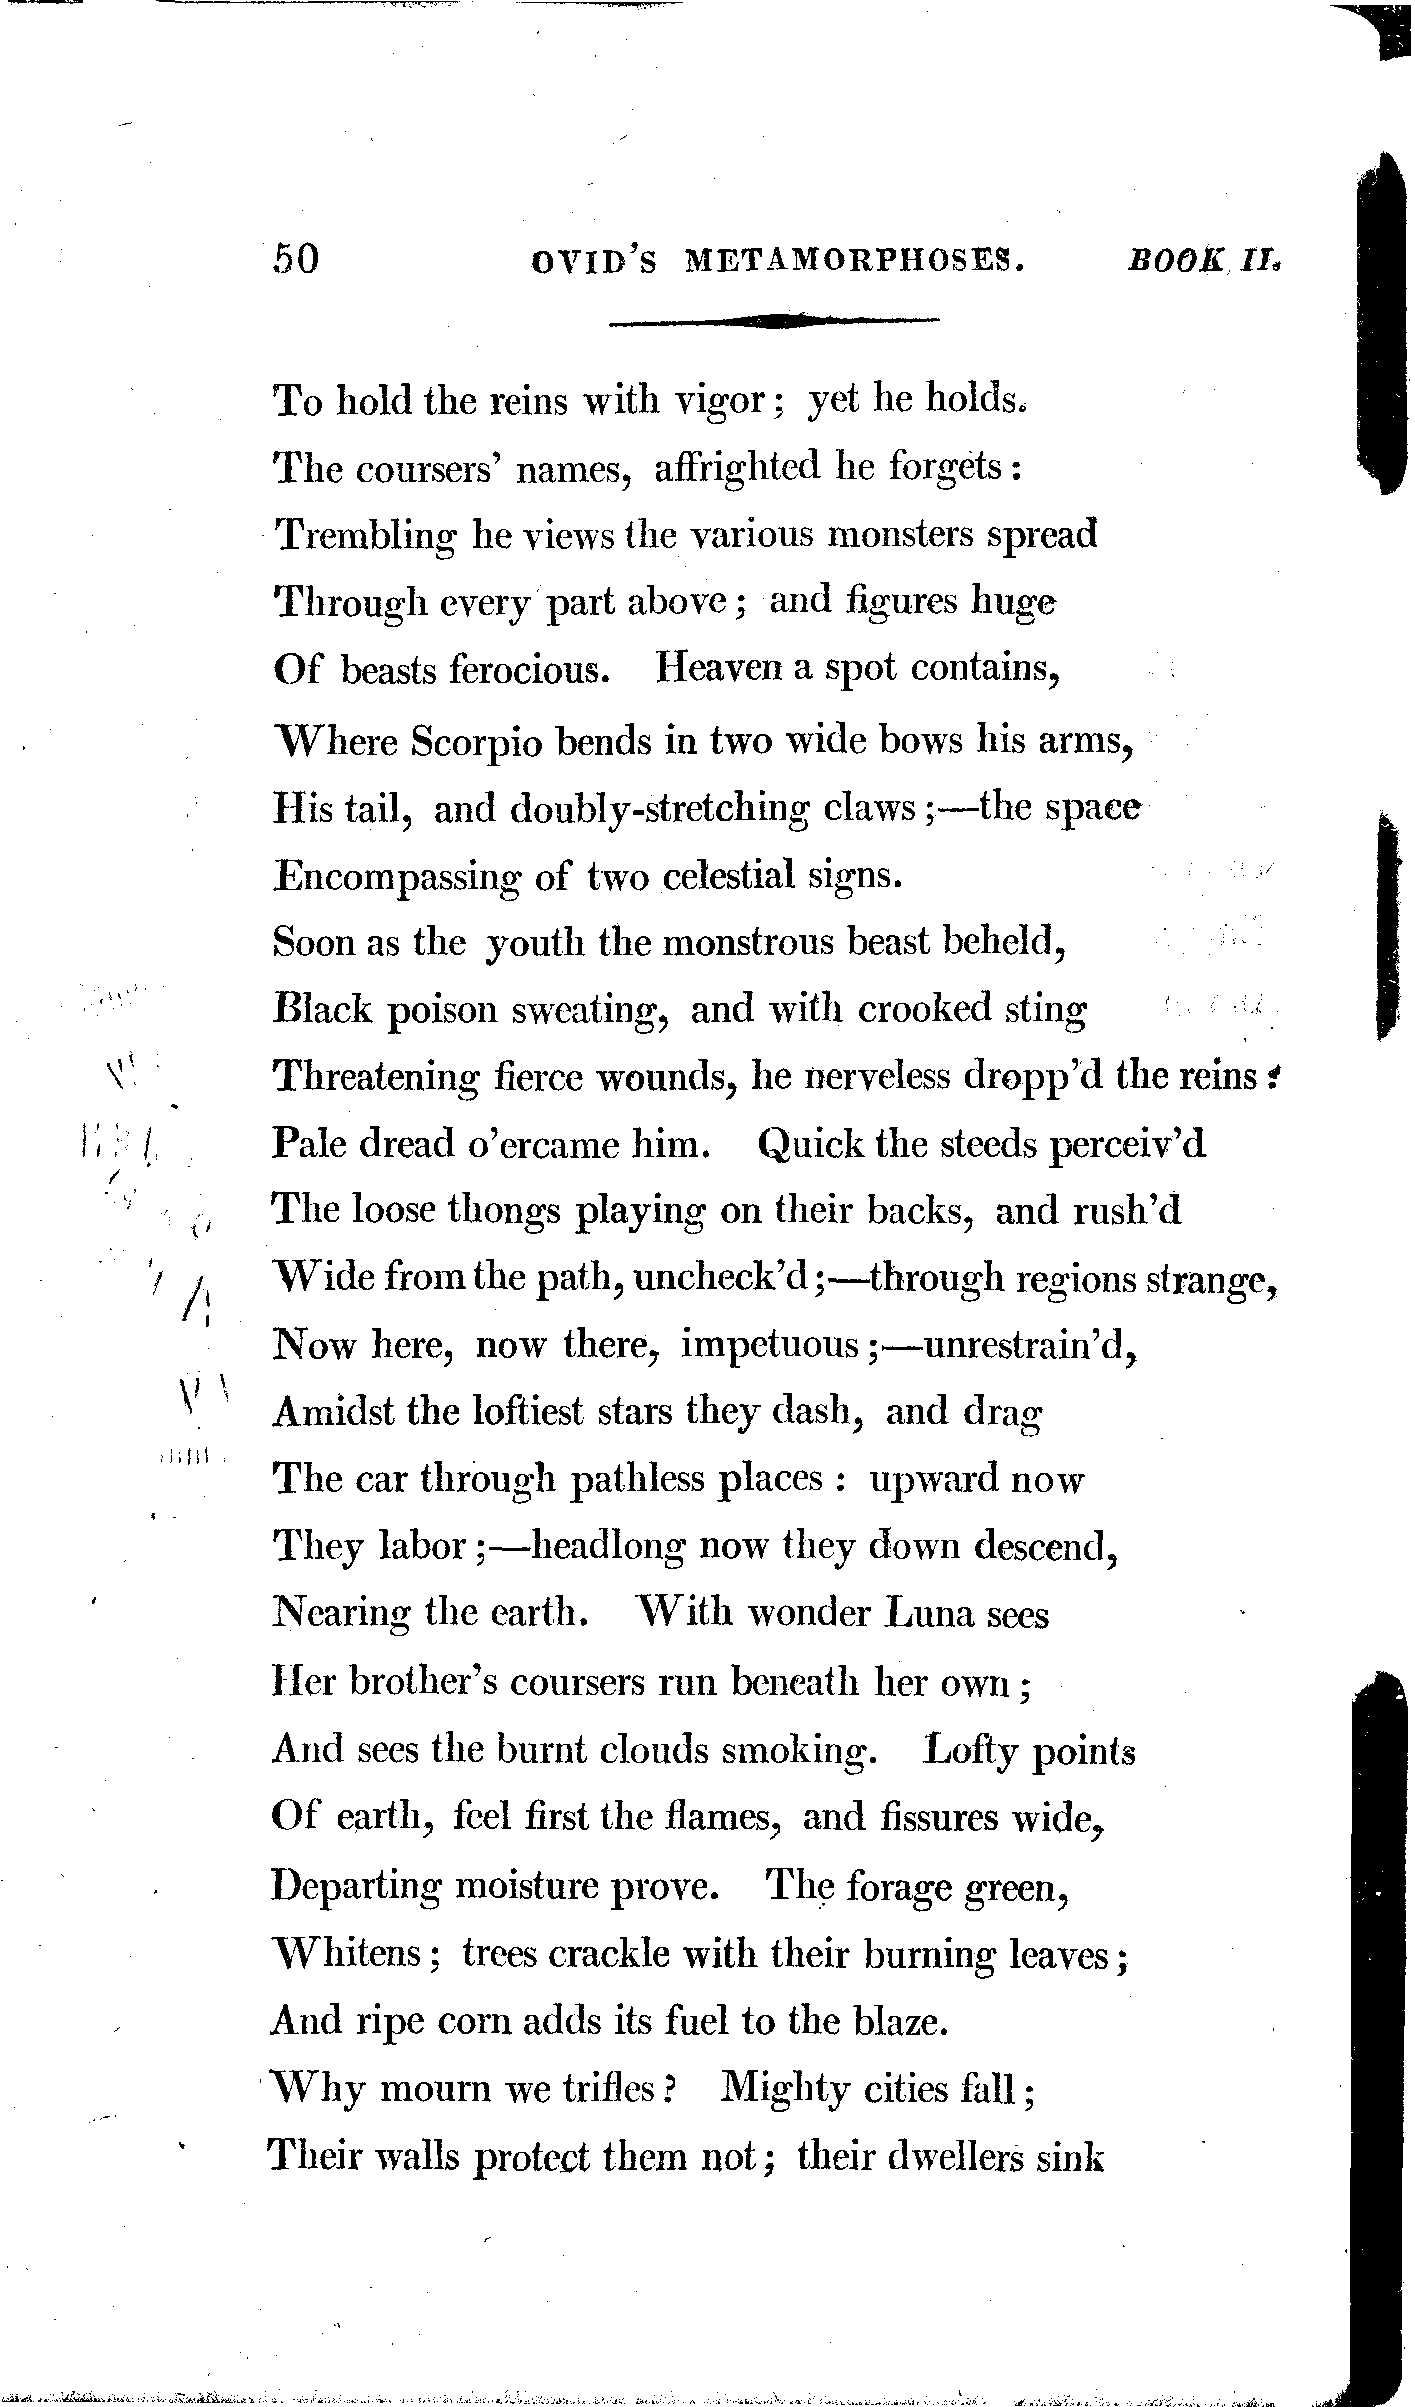 50 OVID'S METAMORPHOSES. BOOK II.
To hold the reins with vigor; yet he holds.
The coursers' names, affrighted he forgets:
Trembling he views the various monsters spread
Through every part above; and figures huge
Of beasts ferocious. Heaven a spot contains,
Where Scorpio bends in two wide bows his arms,
His tail, and doubly-stretching claws;—the space
Encompassing of two celestial signs.
Soon as the youth the monstrous beast beheld,
Black poison sweating, and with crooked sting
Threatening fierce wounds, he nerveless dropp'd the reins:
Pale dread o'ercame him. Quick the steeds perceiv'd
The loose thongs playing on their backs, and rush'd
Wide from the path, uncheck'd;—through regions strange,
Now here, now there, impetuous;—unrestrain'd,
Amidst the loftiest stars they dash, and drag
The car through pathless places: upward now
They labor;—headlong now they down descend,
Nearing the earth. With wonder Luna sees
Her brother's coursers run beneath her own;
And sees the burnt clouds smoking. Lofty points
Of earth, feel first the flames, and fissures wide,
Departing moisture prove. The forage green,
Whitens; trees crackle with their burning leaves;
And ripe corn adds its fuel to the blaze.
Why mourn we trifles? Mighty cities fall;
Their walls protect them not; their dwellers sink